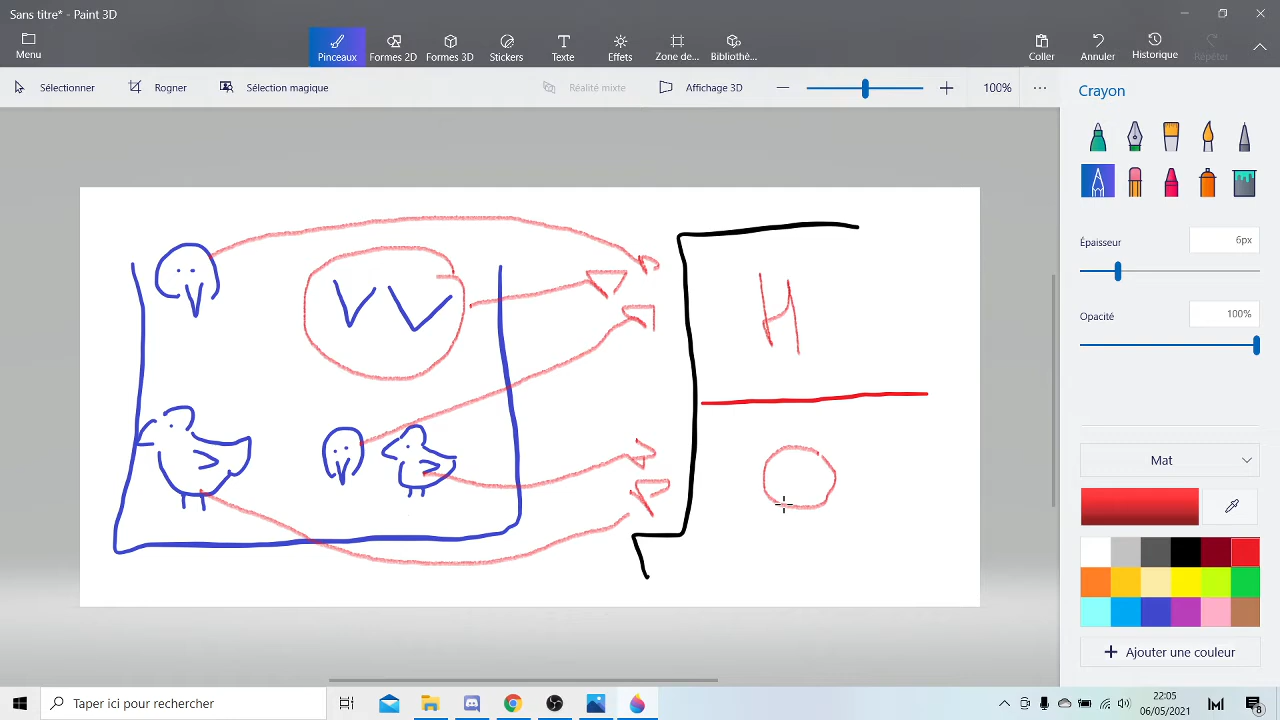 Sans titre* - Paint 3D
Menu
Pinceaux
Formes 2D
Formes 3D
Stickers
Texte
Effets
Zone de...
Bibliothè...
Coller
Annuler
Historique
Répéter
Sélectionner
Rogner
Sélection magique
Réalité mixte
Affichage 3D
100%
Crayon
Épaisseur
6px
Opacité
100%
VV
H
O
Mat
Ajouter une couleur
Taper ici pour rechercher
22:05
06/05/2021
8